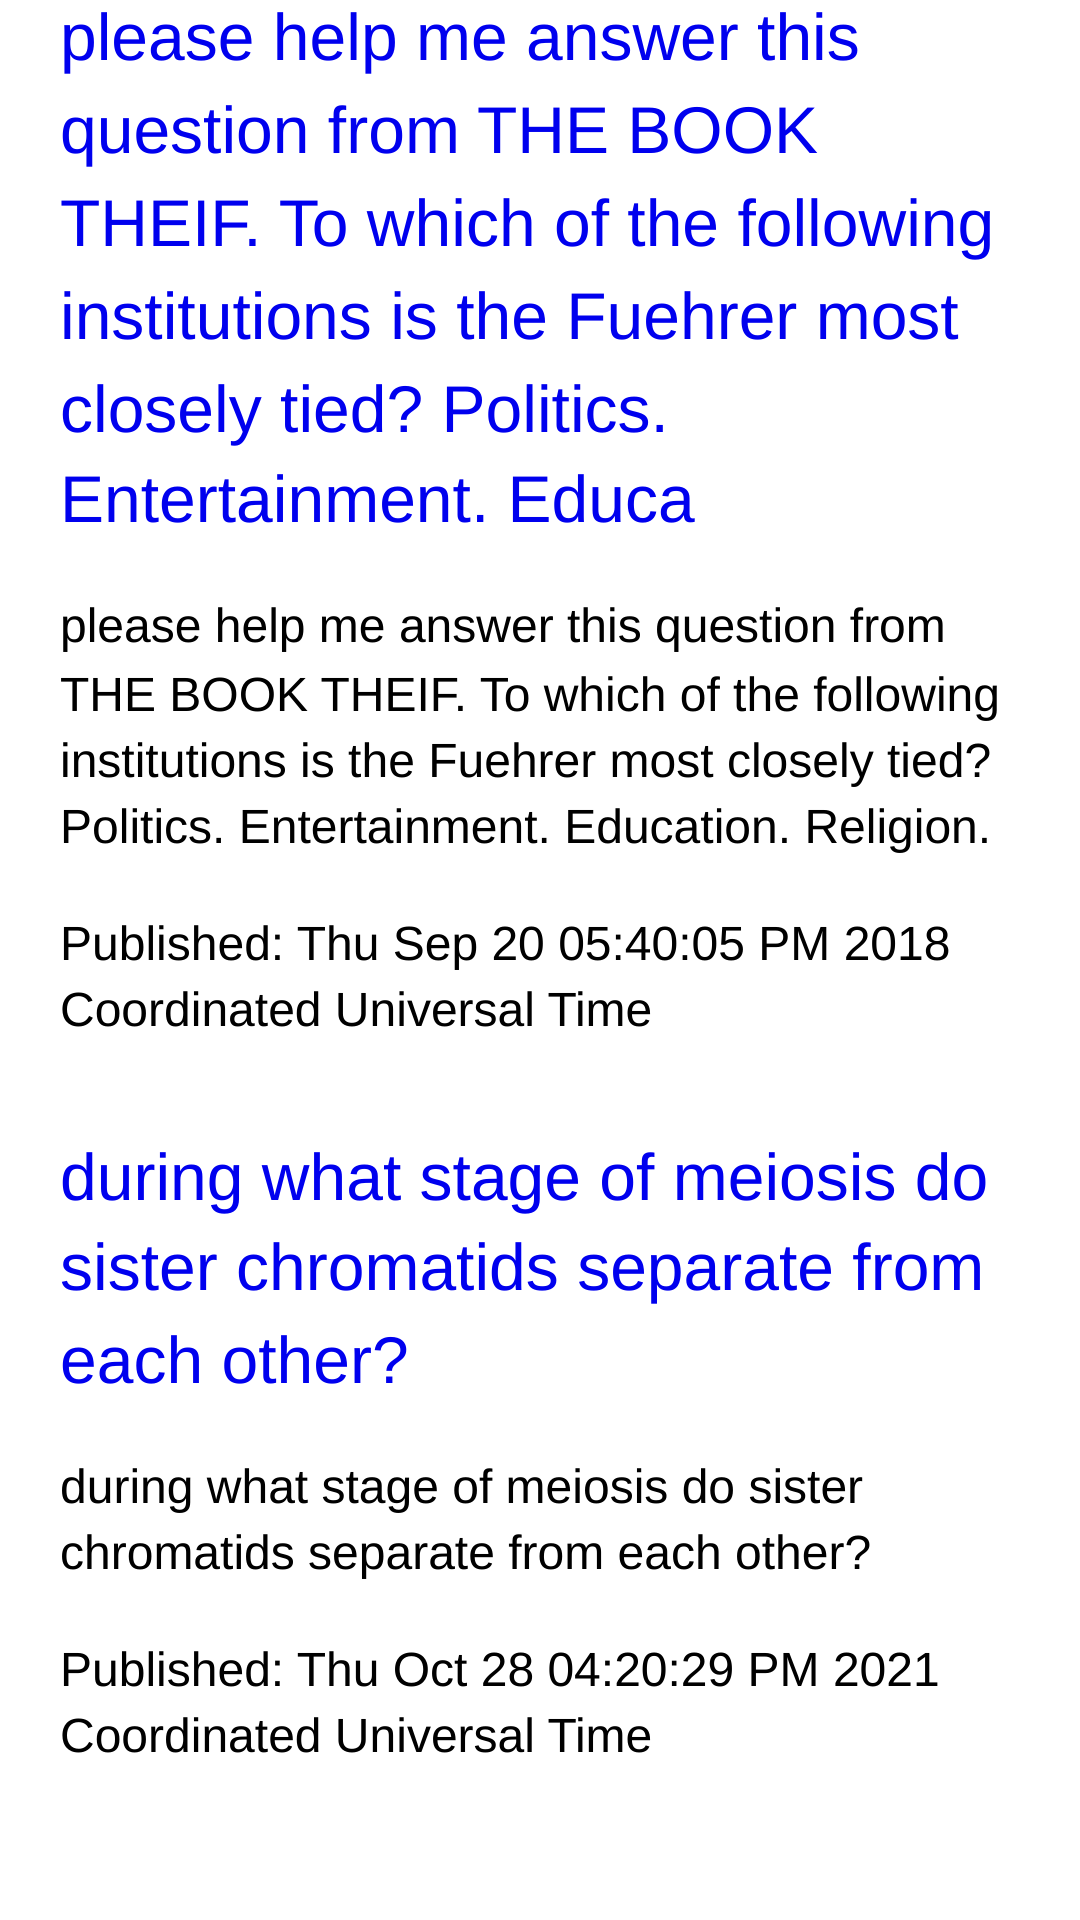 please help me answer this
question from THE BOOK
THEIF. To which of the following
institutions is the Fuehrer most
closely tied? Politics.
Entertainment. Educa
please help me answer this question from
THE BOOK THEIF. To which of the following
institutions is the Fuehrer most closely tied?
Politics. Entertainment. Education. Religion.
Published: Thu Sep 20 05:40:05 PM 2018
Coordinated Universal Time
during what stage of meiosis do
sister chromatids separate from
each other?
during what stage of meiosis do sister
chromatids separate from each other?
Published: Thu Oct 28 04:20:29 PM 2021
Coordinated Universal Time